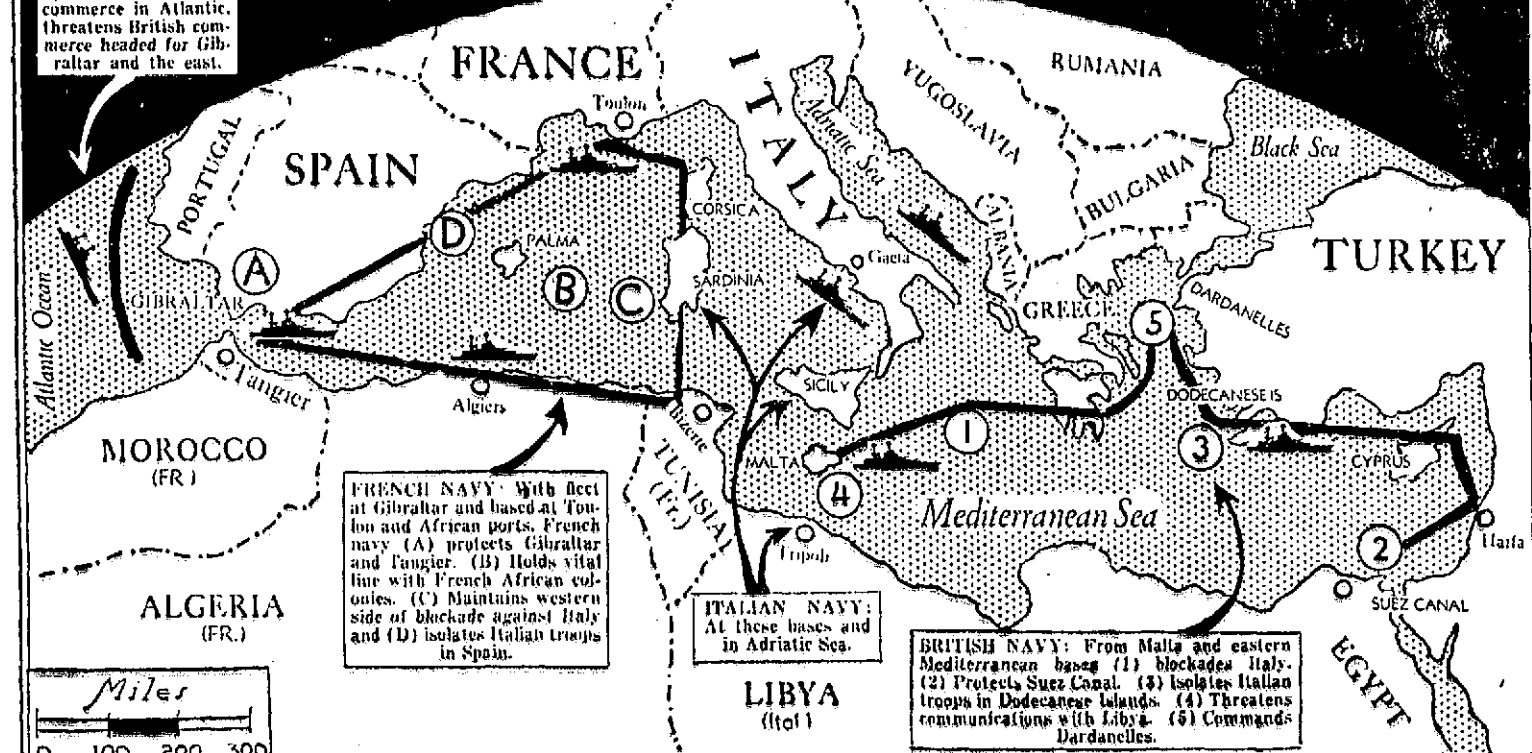 commerce in Atlantic.
threatens British com-
merce headed for Gib-
raltar and the east.
FRANCE
Toulon
ITALY
Adriatic Sea
YUGOSLAVIA
RUMANIA
Black Sea
BULGARIA
PORTUGAL
SPAIN
CORSICA
ALBANIA
TURKEY
D
PALMA
A
B
C
SARDINIA
Gaeta
GREECE
5
DARDANELLES
GIBRALTAR
Atlantic Ocean
Tangier
Algiers
Bizerte
SICILY
DODECANESE IS
1
3
MOROCCO
(FR)
TUNISIA
(Fr.)
MALTA
4
CYPRUS
Mediterranean Sea
2
Haifa
Tripoli
SUEZ CANAL
EGYPT
ALGERIA
(FR.)
FRENCH NAVY: With fleet
at Gibraltar and based at Tou-
lon and African ports, French
navy (A) protects Gibraltar
and Tangier. (B) Holds vital
line with French African col-
onies. (C) Maintains western
side of blockade against Italy
and (D) isolates Italian troops
in Spain.
ITALIAN NAVY:
At these bases and
in Adriatic Sea.
BRITISH NAVY: From Malta and eastern
Mediterranean bases (1) blockades Italy.
(2) Protects Suez Canal. (3) Isolates Italian
troops in Dodecanese Islands. (4) Threatens
communications with Libya. (5) Commands
Dardanelles.
LIBYA
(Ital)
Miles
0 100 200 300